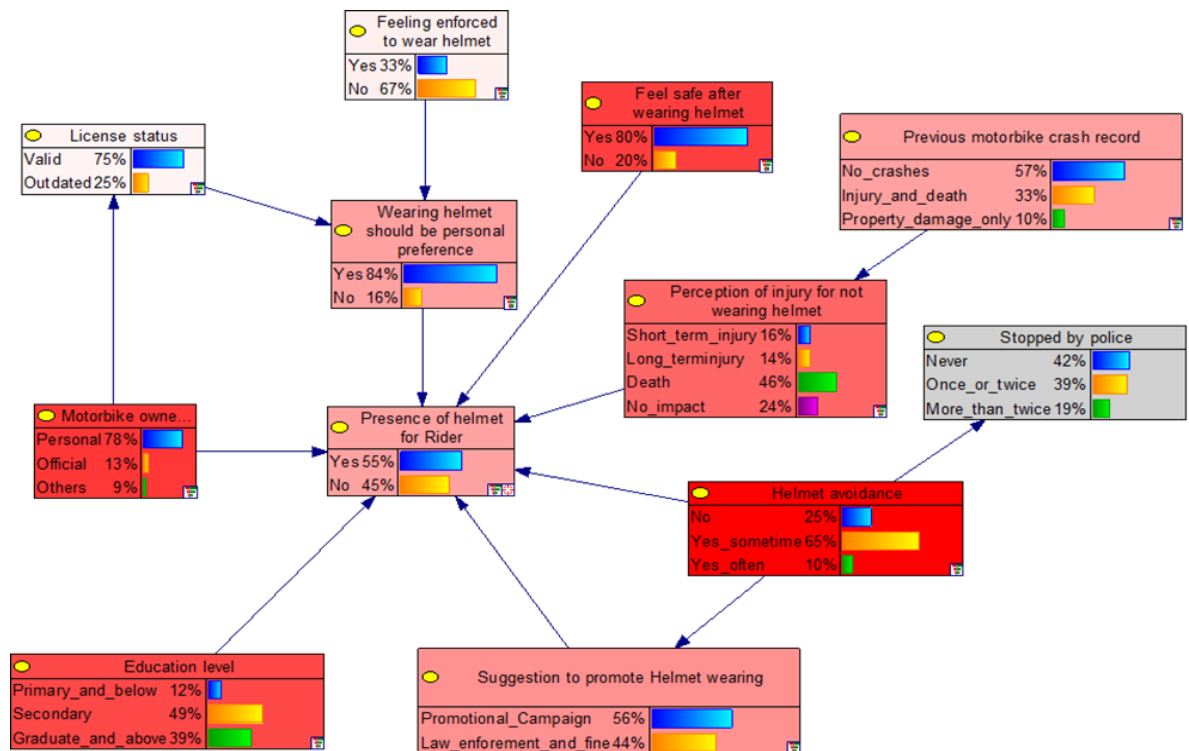 Feeling enforced
to wear helmet
Yes 33%
No 67%
Feel safe after
wearing helmet
Yes 80%
No 20%
Previous motorbike crash record
No_crashes 57%
Injury_and_death 33%
Property_damage_only 10%
License status
Valid 75%
Outdated 25%
Wearing helmet
should be personal
preference
Yes 84%
No 16%
Perception of injury for not
wearing helmet
Short_term_injury 16%
Long_terminjury 14%
Death 46%
No_impact 24%
Stopped by police
Never 42%
Once_or_twice 39%
More_than_twice 19%
Motorbike owne...
Personal 78%
Official 13%
Others 9%
Presence of helmet
for Rider
Yes 55%
No 45%
Helmet avoidance
No 25%
Yes_sometime 65%
Yes_often 10%
Education level
Primary_and_below 12%
Secondary 49%
Graduate_and_above 39%
Suggestion to promote Helmet wearing
Promotional_Campaign 56%
Law_enforement_and_fine 44%